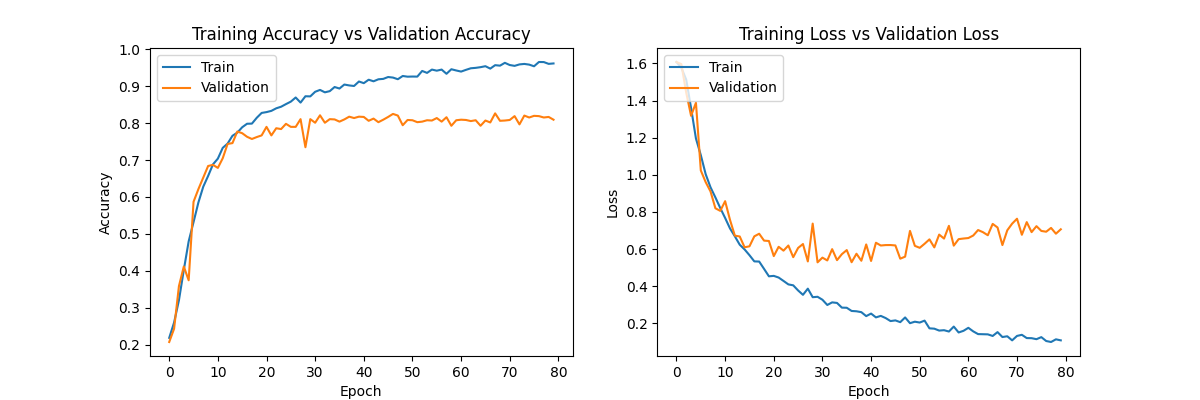 Training Accuracy vs Validation Accuracy
Train
Validation
1.0
0.9
0.8
0.7
0.6
0.5
0.4
0.3
0.2
Accuracy
0 10 20 30 40 50 60 70 80
Epoch
Training Loss vs Validation Loss
Train
Validation
1.6
1.4
1.2
1.0
0.8
0.6
0.4
0.2
Loss
0 10 20 30 40 50 60 70 80
Epoch